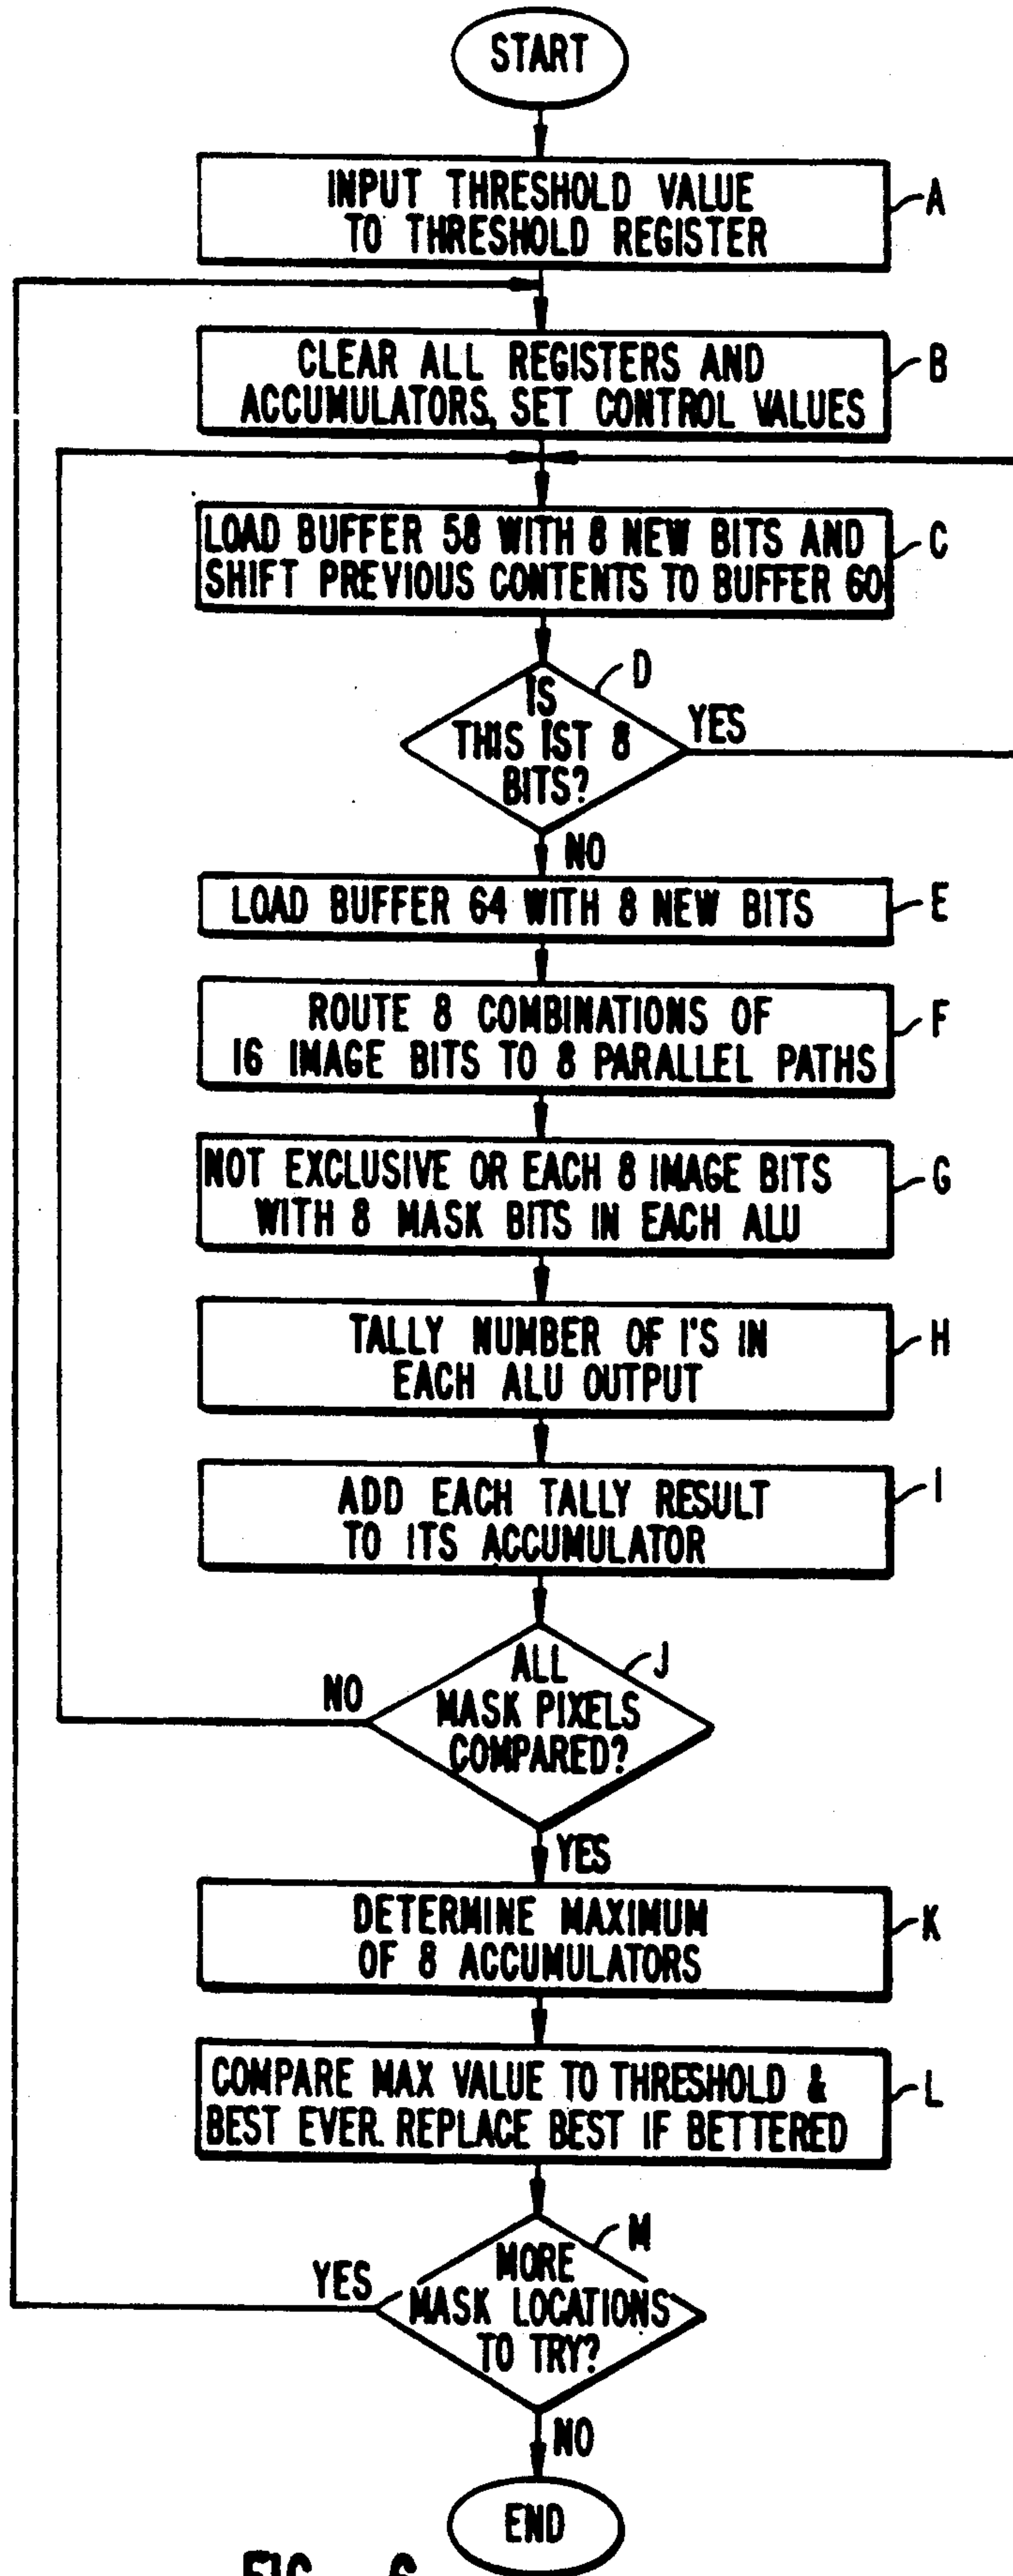 START
INPUT THRESHOLD VALUE
TO THRESHOLD REGISTER
A
CLEAR ALL REGISTERS AND
ACCUMULATORS, SET CONTROL VALUES
B
LOAD BUFFER 58 WITH 8 NEW BITS AND
SHIFT PREVIOUS CONTENTS TO BUFFER 60
C
D
IS
THIS 1ST 8
BITS?
YES
NO
LOAD BUFFER 64 WITH 8 NEW BITS
E
ROUTE 8 COMBINATIONS OF
16 IMAGE BITS TO 8 PARALLEL PATHS
F
NOT EXCLUSIVE OR EACH 8 IMAGE BITS
WITH 8 MASK BITS IN EACH ALU
G
TALLY NUMBER OF 1'S IN
EACH ALU OUTPUT
H
ADD EACH TALLY RESULT
TO ITS ACCUMULATOR
I
J
ALL
MASK PIXELS
COMPARED?
NO
YES
DETERMINE MAXIMUM
OF 8 ACCUMULATORS
K
COMPARE MAX VALUE TO THRESHOLD &
BEST EVER. REPLACE BEST IF BETTERED
L
M
MORE
MASK LOCATIONS
TO TRY?
YES
NO
END
FIG. 6